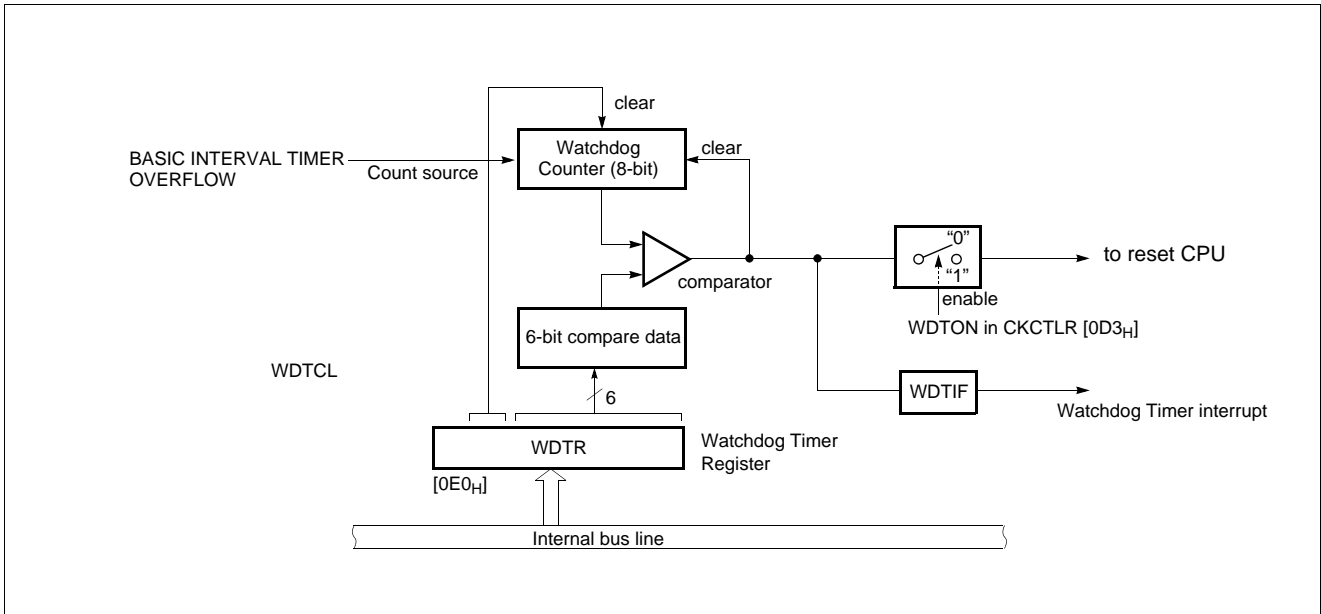 clear
BASIC INTERVAL TIMER
OVERFLOW
Count source
Watchdog
Counter (8-bit)
clear
comparator
"0"
"1"
enable
to reset CPU
WDTON in CKCTLR [0D3H]
6-bit compare data
WDTCL
6
WDTIF
Watchdog Timer interrupt
WDTR
Watchdog Timer
Register
[0E0H]
Internal bus line